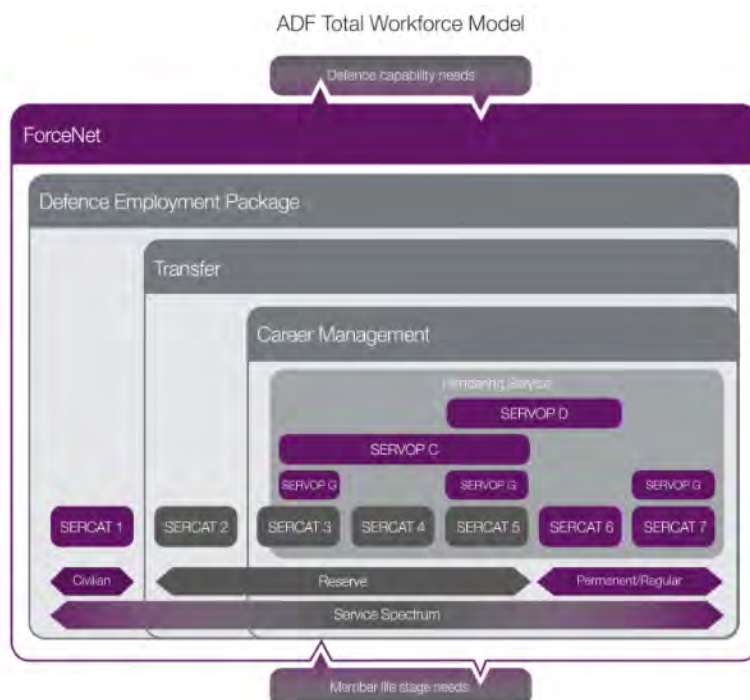 ADF Total Workforce Model
Defence capability needs
ForceNet
Defence Employment Package
Transfer
Career Management
Rendering Service
SERVOP D
SERVOP C
SERVOP G SERVOP G SERVOP G
SERCAT 1 SERCAT 2 SERCAT 3 SERCAT 4 SERCAT 5 SERCAT 6 SERCAT 7
Civilian Reserve Permanent/Regular
Service Spectrum
Member life stage needs